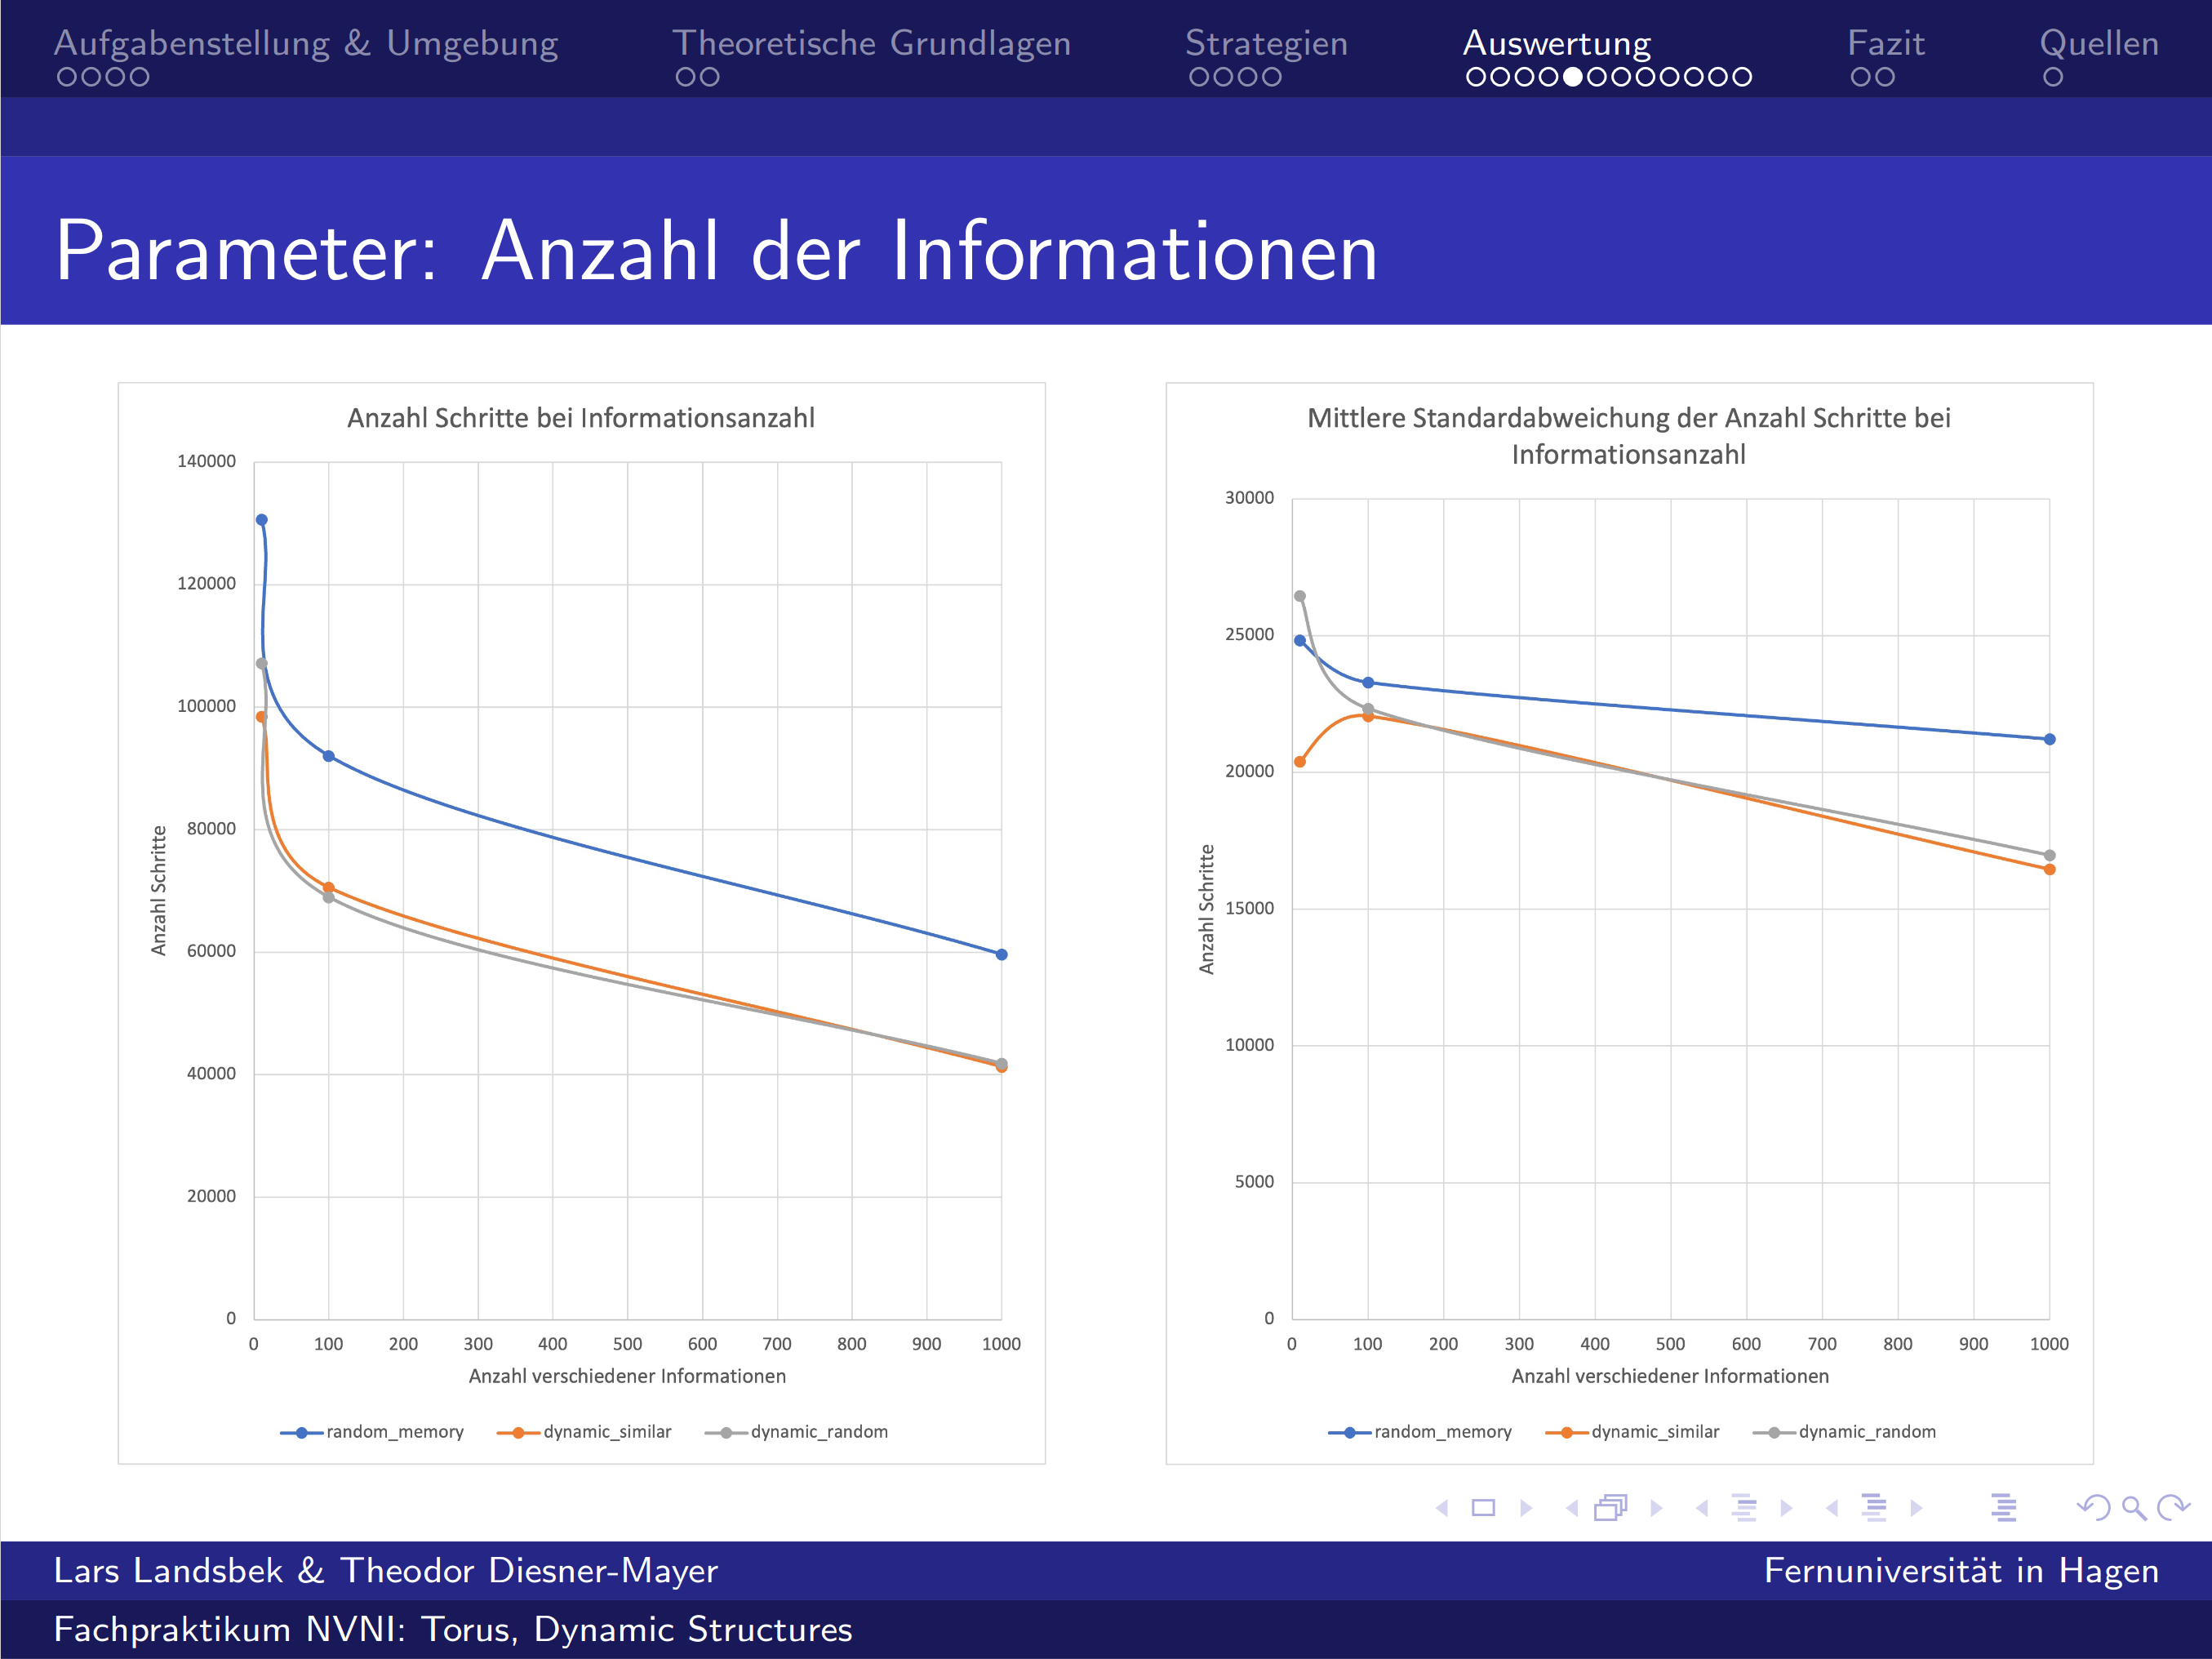 Aufgabenstellung & Umgebung Theoretische Grundlagen Strategien Auswertung Fazit Quellen
Parameter: Anzahl der Informationen
Anzahl Schritte bei Informationsanzahl
140000
120000
100000
80000
60000
40000
20000
0
Anzahl Schritte
0 100 200 300 400 500 600 700 800 900 1000
Anzahl verschiedener Informationen
random_memory dynamic_similar dynamic_random
Mittlere Standardabweichung der Anzahl Schritte bei
Informationsanzahl
30000
25000
20000
15000
10000
5000
0
Anzahl Schritte
0 100 200 300 400 500 600 700 800 900 1000
Anzahl verschiedener Informationen
random_memory dynamic_similar dynamic_random
Lars Landsbek & Theodor Diesner-Mayer Fernuniversität in Hagen
Fachpraktikum NVNI: Torus, Dynamic Structures